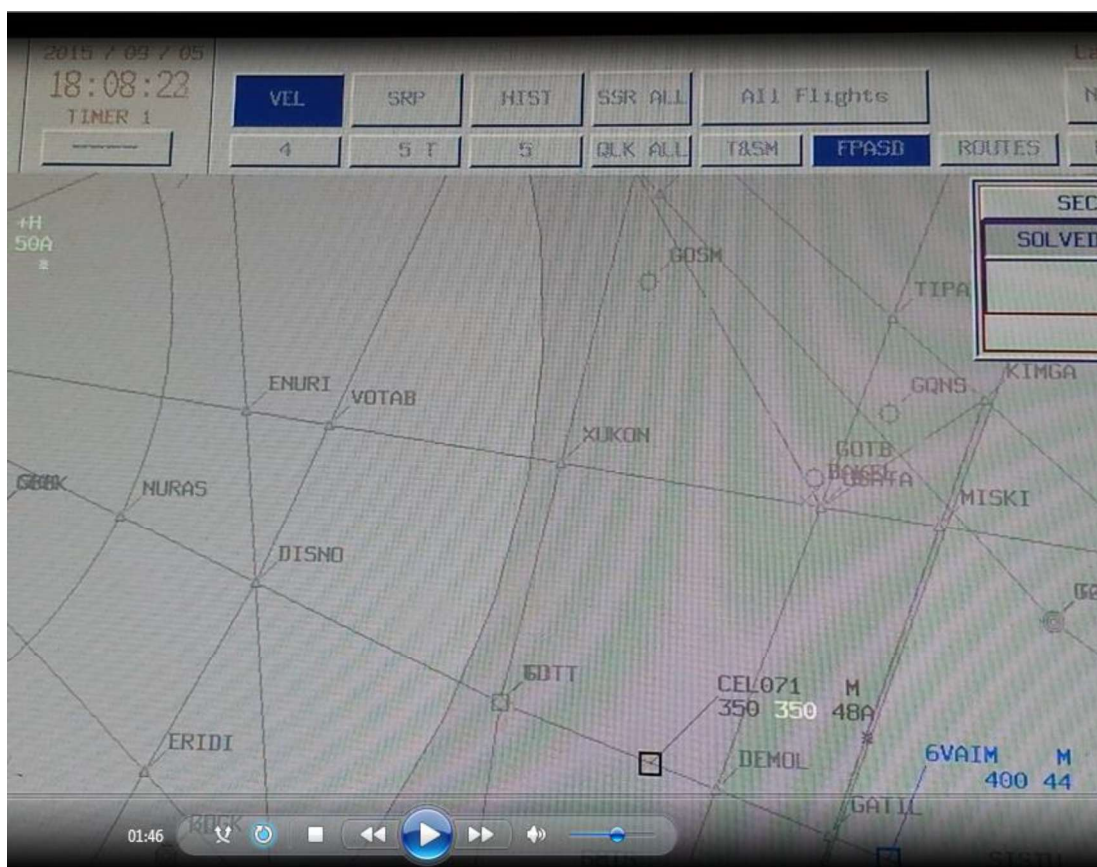 2015 / 09 / 05
18:08:23
TIMER 1
VEL
SRP
HIST
SSR ALL
All Flights
4
5 T
5
QLK ALL
T&SM
FPASD
ROUTES
SEC
SOLVED
+H
50A
GOSM
TIPA
KIMGA
ENURI
VOTAB
GQNS
XUKON
GOTB
NURAS
MISKI
DISNO
CEL071 M
350 350 48A
ERIDI
DEMOL
6VAIM M
400 44
GATIL
01:46